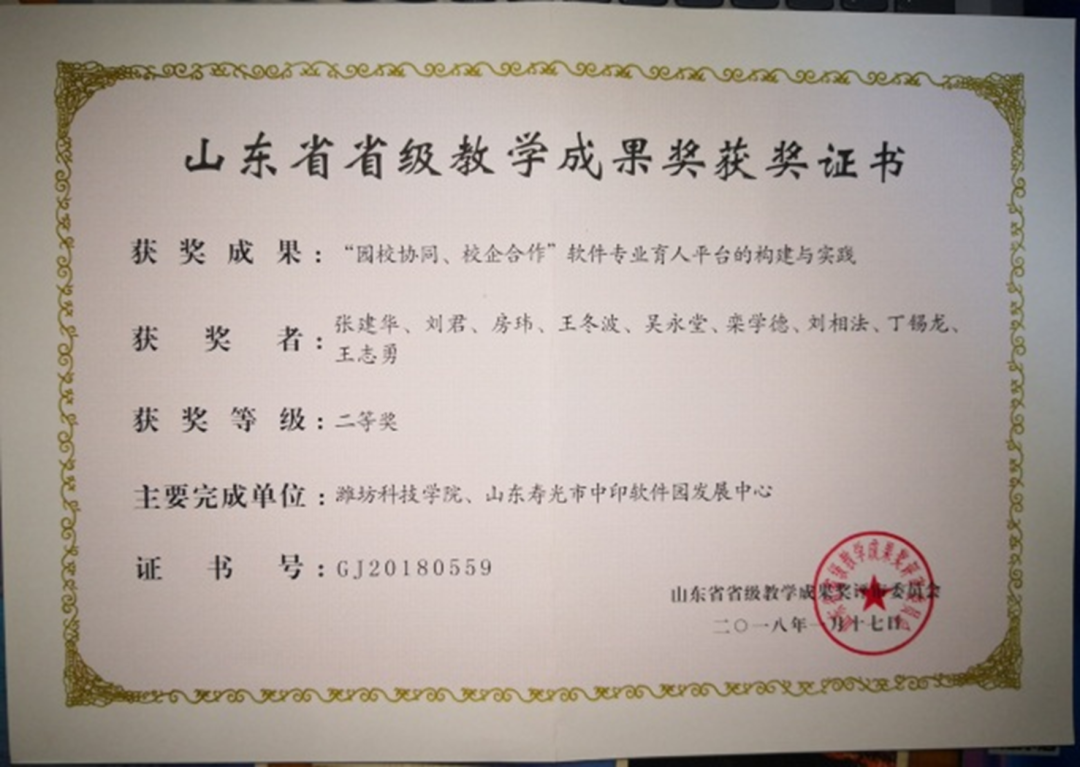 山东省省级教学成果奖获奖证书
获奖成果：“园校协同、校企合作”软件专业育人平台的构建与实践
获奖者：张建华、刘君、房玮、王冬波、吴永堂、栾学德、刘相法、丁锡龙、
王志勇
获奖等级：二等奖
主要完成单位：潍坊科技学院、山东寿光市中印软件园发展中心
证书号：GJ20180559
山东省省级教学成果奖评审委员会
二〇一八年一月十七日